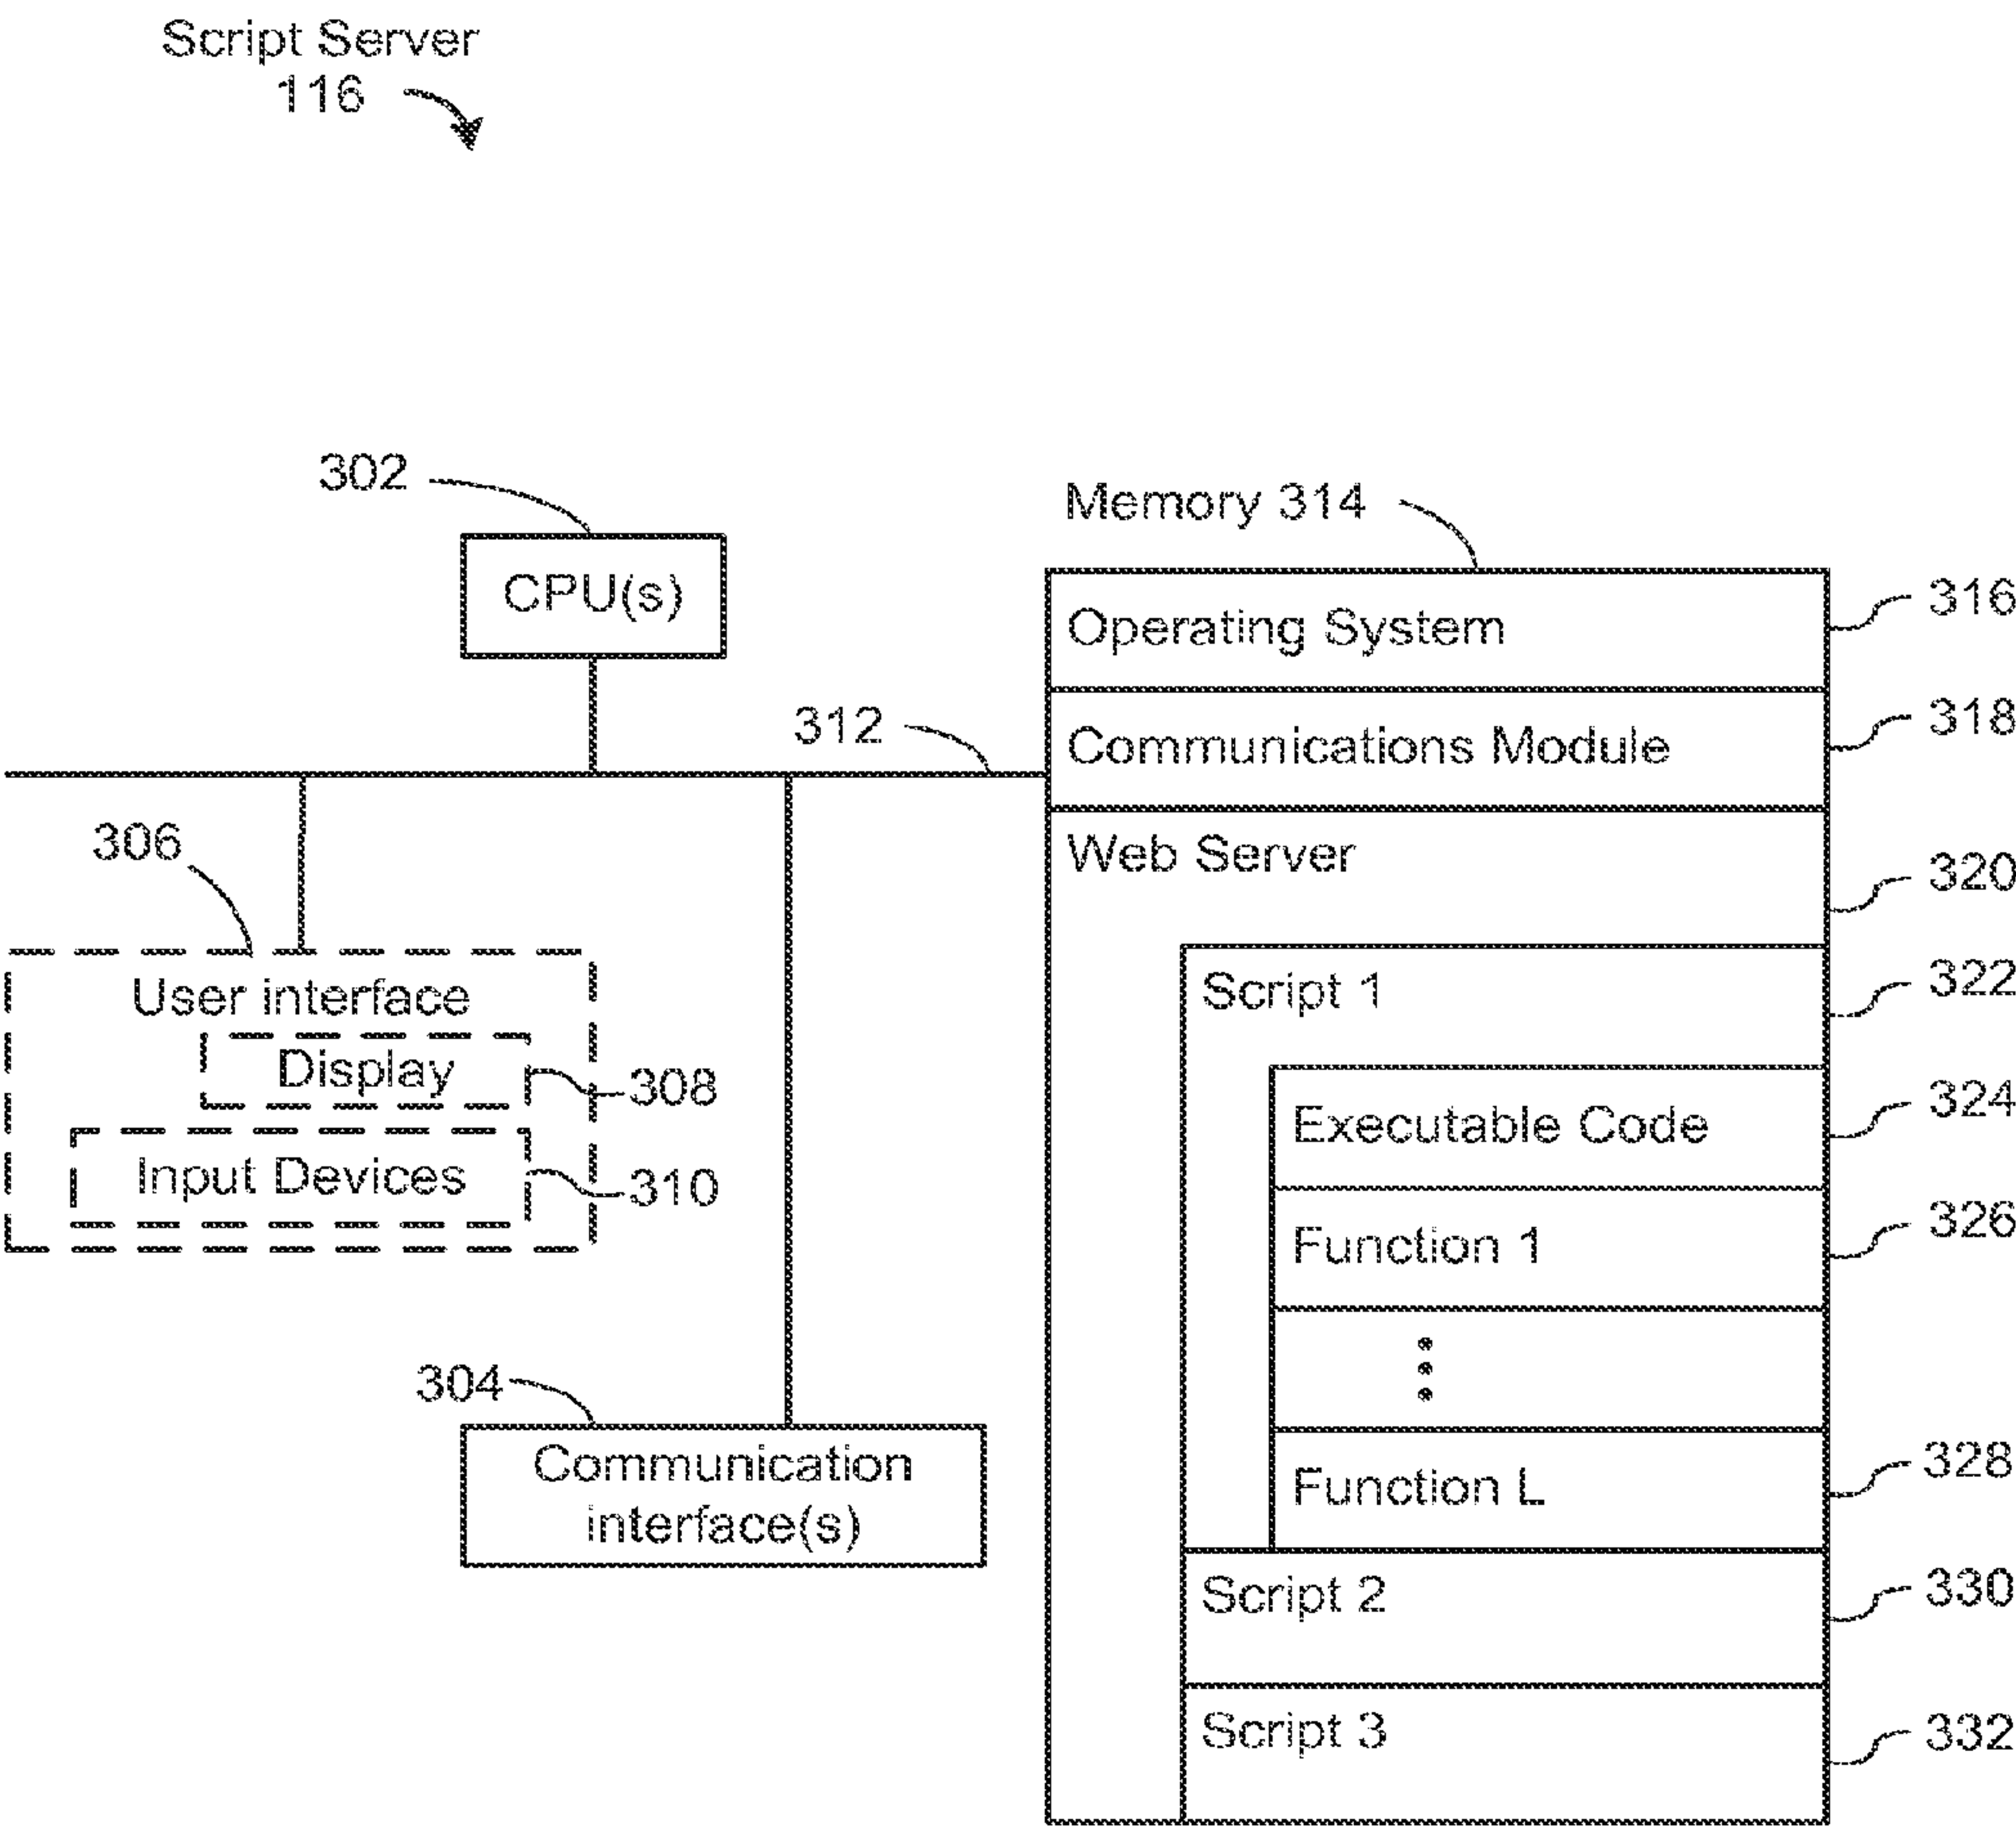 Script Server
116
302
CPU(s)
312
306
User interface
Display
308
Input Devices
310
304
Communication
interface(s)
Memory 314
Operating System
316
Communications Module
318
Web Server
320
Script 1
322
Executable Code
324
Function 1
326
Function L
328
Script 2
330
Script 3
332